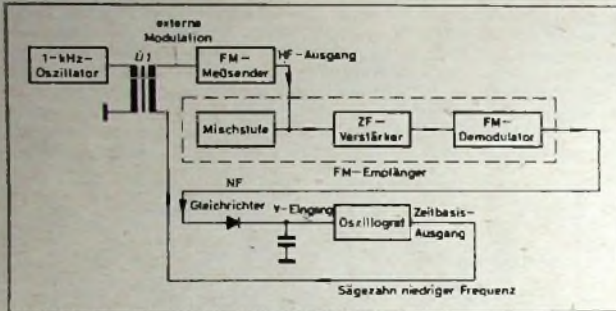 externe
Modulation
1-kHz-
Oszillator
Ü1
FM-
Meßsender
HF-Ausgang
Mischstufe
ZF-
Verstärker
FM-
Demodulator
FM-Empfänger
NF
Gleichrichter
Y-Eingang
Oszillograf
Zeitbasis-
Ausgang
Sägezahn niedriger Frequenz